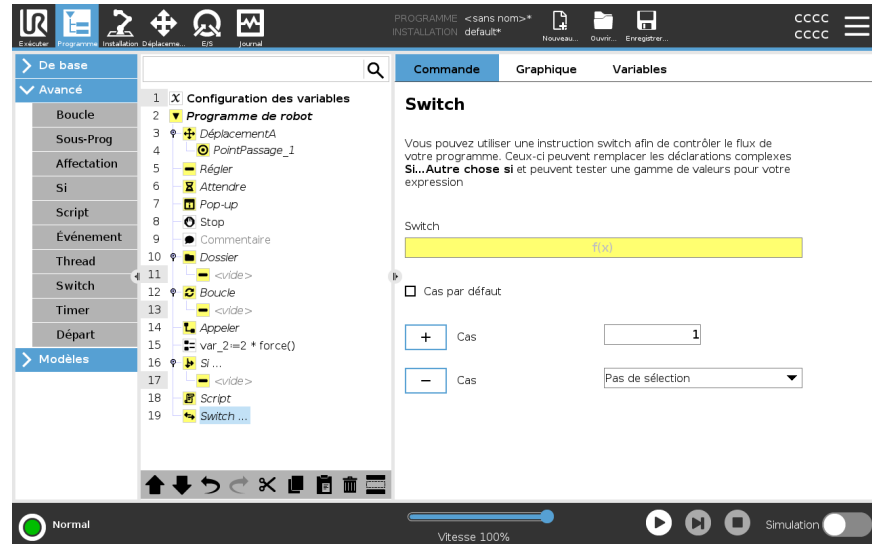 PROGRAMME <sans nom>*
INSTALLATION default*
UR
Exécuter Programme Installation Déplaceme... E/S Journal
Nouveau... Ouvrir... Enregistrer...
CCCC
CCCC
De base
Avancé
Boucle
Sous-Prog
Affectation
Si
Script
Événement
Thread
Switch
Timer
Départ
Modèles
1 X Configuration des variables
2 Programme de robot
3 DéplacementA
4 PointPassage_1
5 Régler
6 Attendre
7 Pop-up
8 Stop
9 Commentaire
10 Dossier
11 <vide>
12 Boucle
13 <vide>
14 Appeler
15 var_2:=2 * force()
16 Si ...
17 <vide>
18 Script
19 Switch ...
Commande Graphique Variables
Switch
Vous pouvez utiliser une instruction switch afin de contrôler le flux de
votre programme. Ceux-ci peuvent remplacer les déclarations complexes
Si...Autre chose si et peuvent tester une gamme de valeurs pour votre
expression
Switch
f(x)
Cas par défaut
+ Cas 1
− Cas Pas de sélection
Normal
Vitesse 100%
Simulation